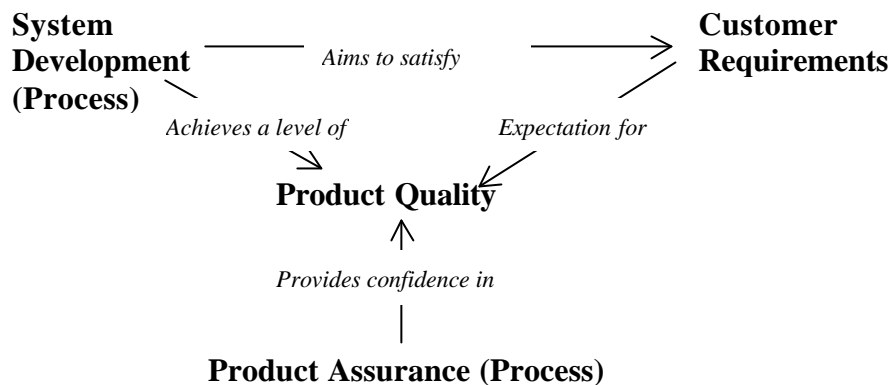 System
Development
(Process)
Aims to satisfy
Customer
Requirements
Achieves a level of
Expectation for
Product Quality
Provides confidence in
Product Assurance (Process)